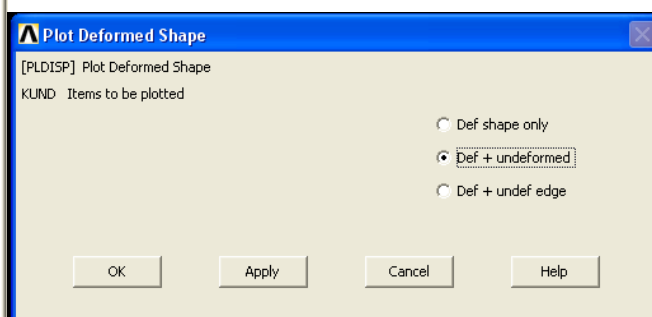 Plot Deformed Shape
[PLDISP] Plot Deformed Shape
KUND Items to be plotted
Def shape only
Def + undeformed
Def + undef edge
OK Apply Cancel Help